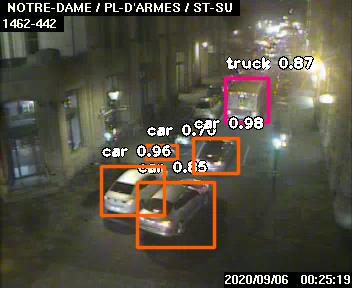 NOTRE-DAME / PL-D'ARMES / ST-SU
1462-442
truck 0.87
car 0.98
car 0.70
car 0.96
car 0.85
2020/09/06 00:25:19